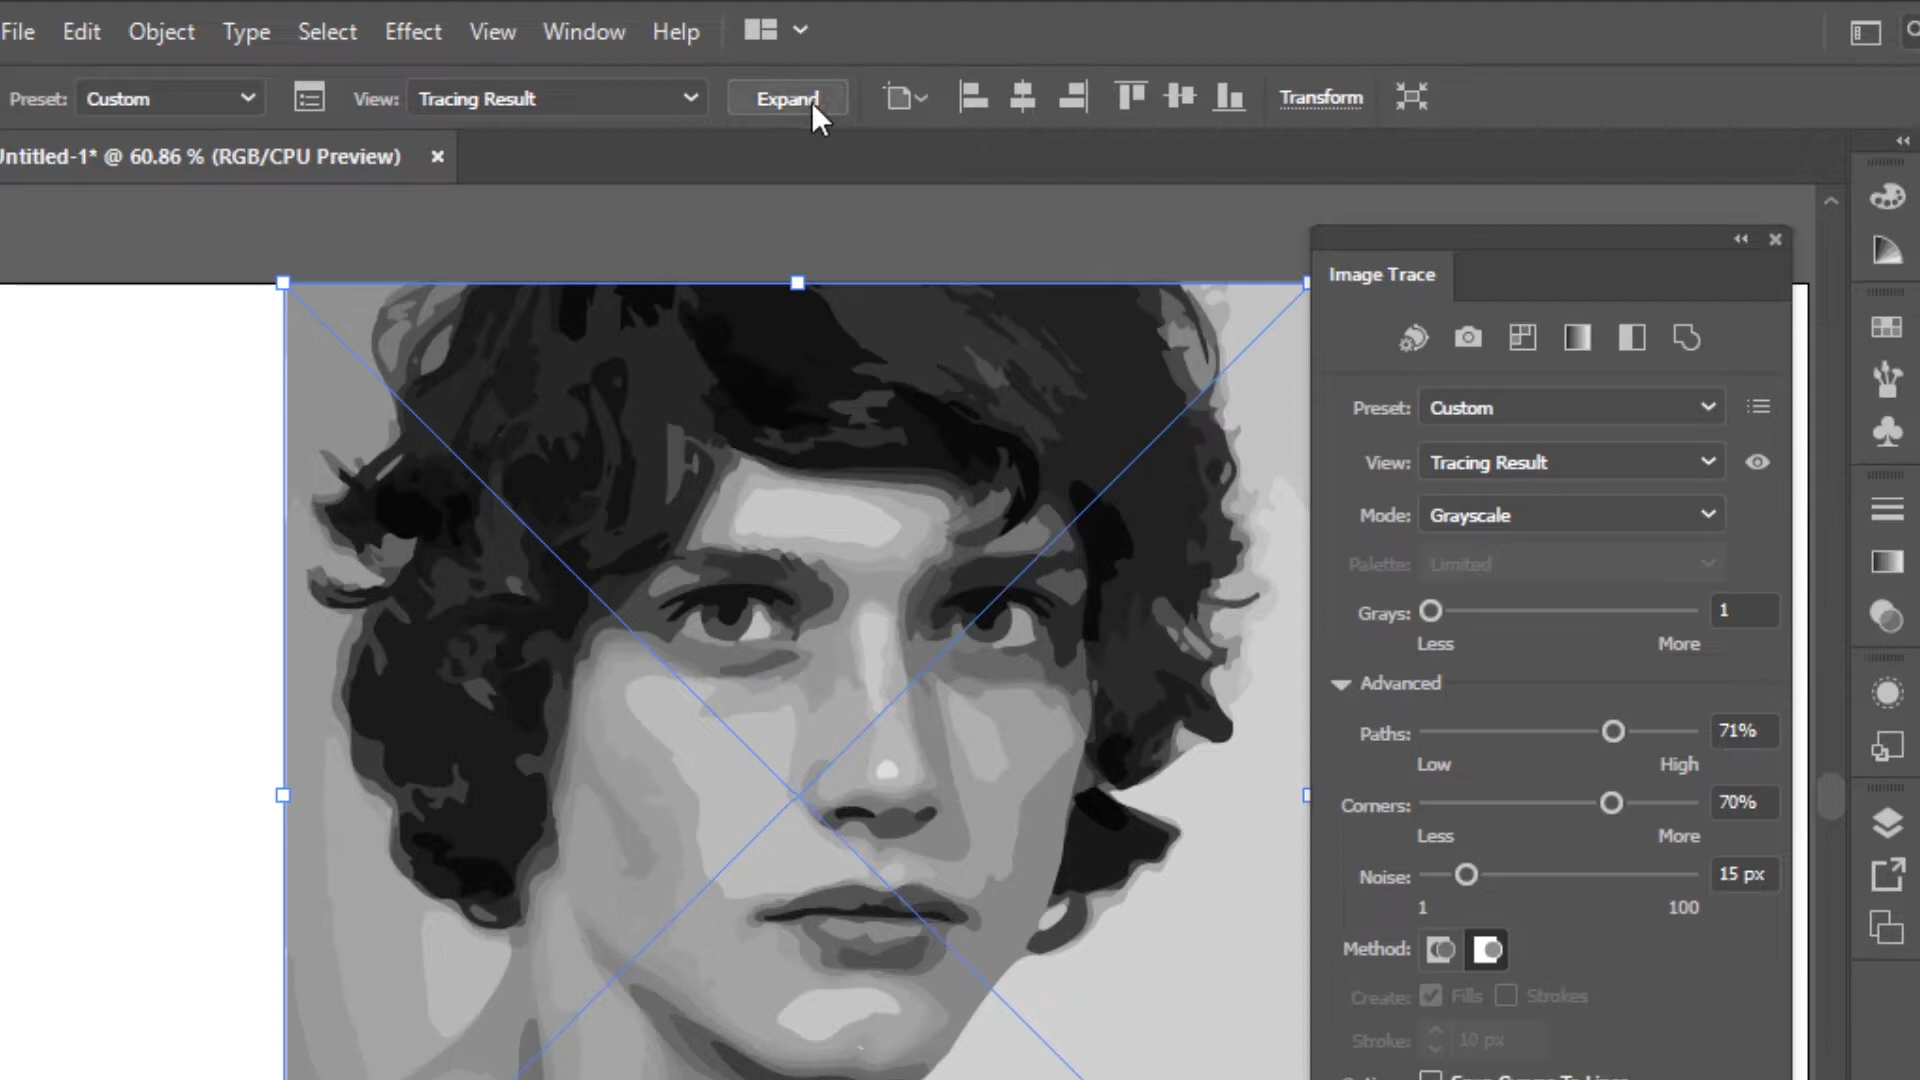 File Edit Object Type Select Effect View Window Help
Preset: Custom View: Tracing Result Expand Transform
Untitled-1* @ 60.86 % (RGB/CPU Preview) ×
Image Trace
Preset: Custom
View: Tracing Result
Mode: Grayscale
Palette: Limited
Grays: 1
Less More
Advanced
Paths: 71%
Low High
Corners: 70%
Less More
Noise: 15 px
1 100
Method:
Create: Fills Strokes
Stroke: 10 px